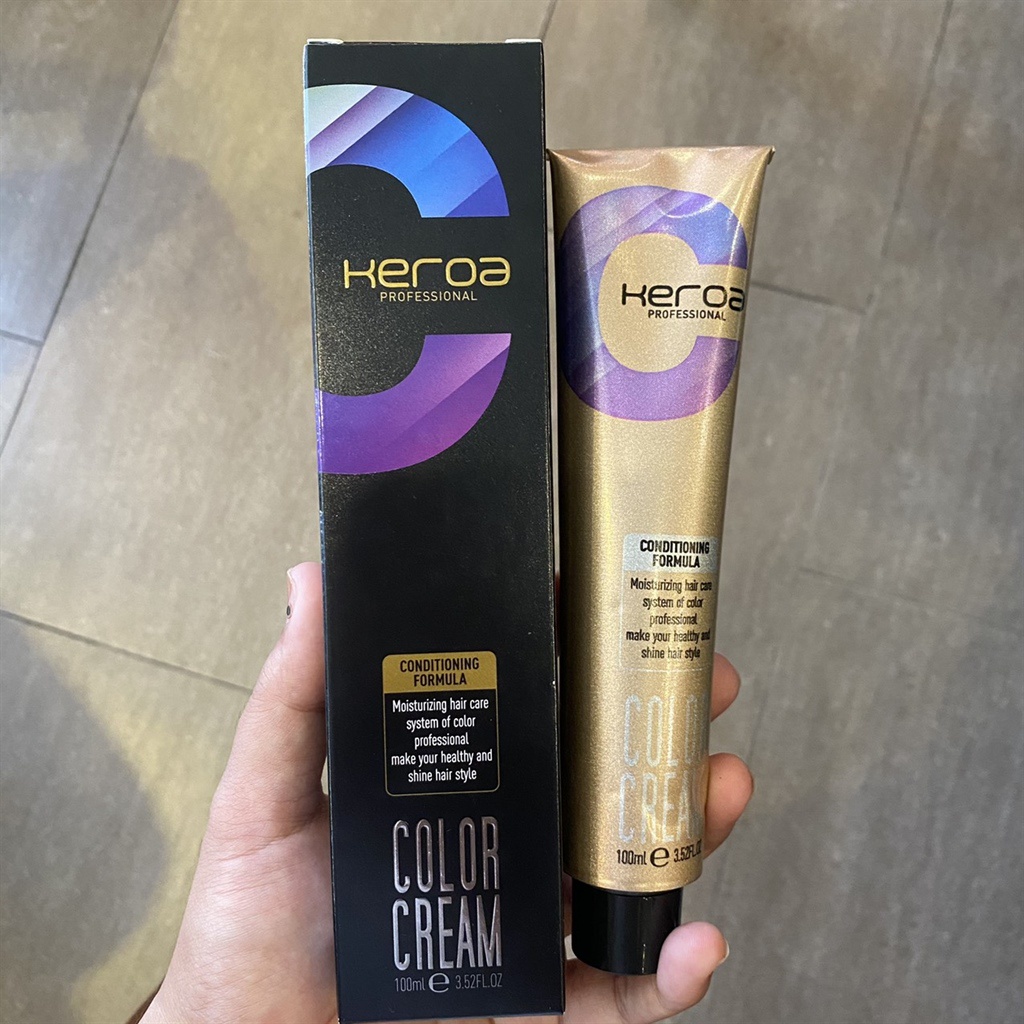 keroa
PROFESSIONAL
CONDITIONING
FORMULA
Moisturizing hair care
system of color
professional
make your healthy and
shine hair style
COLOR
CREAM
100ml e 3.52FL.OZ
keroa
PROFESSIONAL
CONDITIONING
FORMULA
Moisturizing hair care
system of color
professional
make your healthy and
shine hair style
COLOR
CREAM
100ml e 3.52FL.OZ